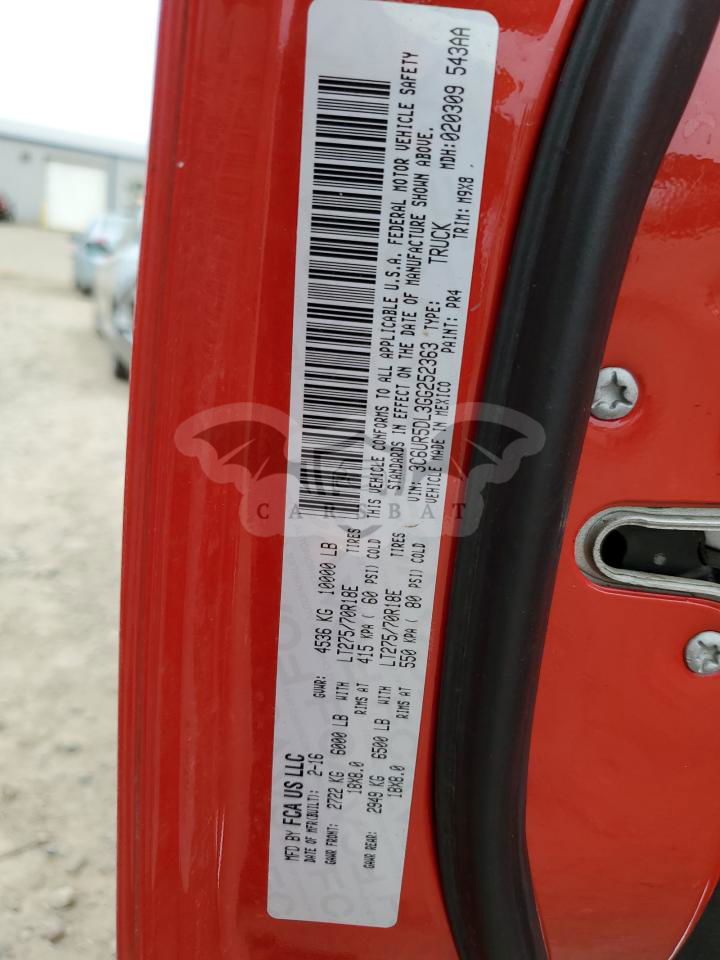 MFD BY FCA US LLC
DATE OF MFR(BUILT): 2-16 GVWR: 4536 KG 10000 LB
GAWR FRONT: 2722 KG 6000 LB WITH LT275/70R18E TIRES
18X8.0 RIMS AT 415 KPA ( 60 PSI) COLD
GAWR REAR: 2949 KG 6500 LB WITH LT275/70R18E TIRES
18X8.0 RIMS AT 550 KPA ( 80 PSI) COLD
THIS VEHICLE CONFORMS TO ALL APPLICABLE U.S.A. FEDERAL MOTOR VEHICLE SAFETY
STANDARDS IN EFFECT ON THE DATE OF MANUFACTURE SHOWN ABOVE.
VIN: 3C6UR5DL3GG252363 TYPE: TRUCK MDH:020309 543AA
VEHICLE MADE IN MEXICO PAINT: PR4 TRIM: M9X8
CARSBAT